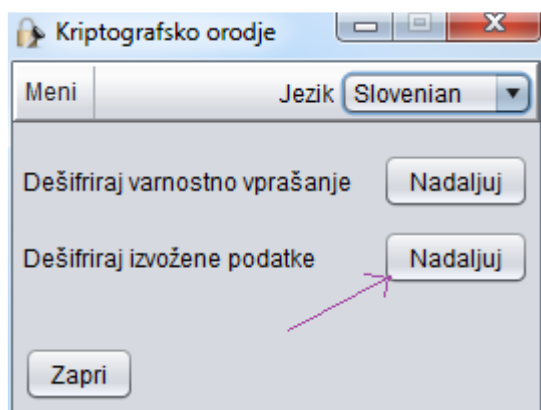 Kriptografsko orodje
Meni Jezik Slovenian
Dešifriraj varnostno vprašanje Nadaljuj
Dešifriraj izvožene podatke Nadaljuj
Zapri